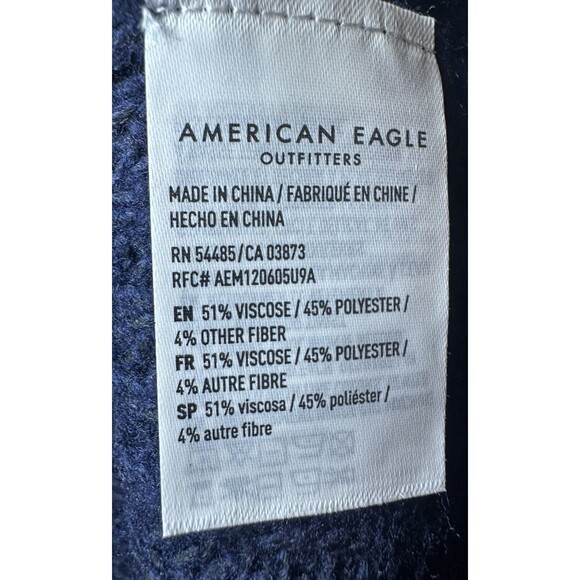 AMERICAN EAGLE
OUTFITTERS
MADE IN CHINA / FABRIQUÉ EN CHINE /
HECHO EN CHINA
RN 54485/CA 03873
RFC# AEM120605U9A
EN 51% VISCOSE / 45% POLYESTER /
4% OTHER FIBER
FR 51% VISCOSE / 45% POLYESTER /
4% AUTRE FIBRE
SP 51% viscosa / 45% poliéster /
4% autre fibre